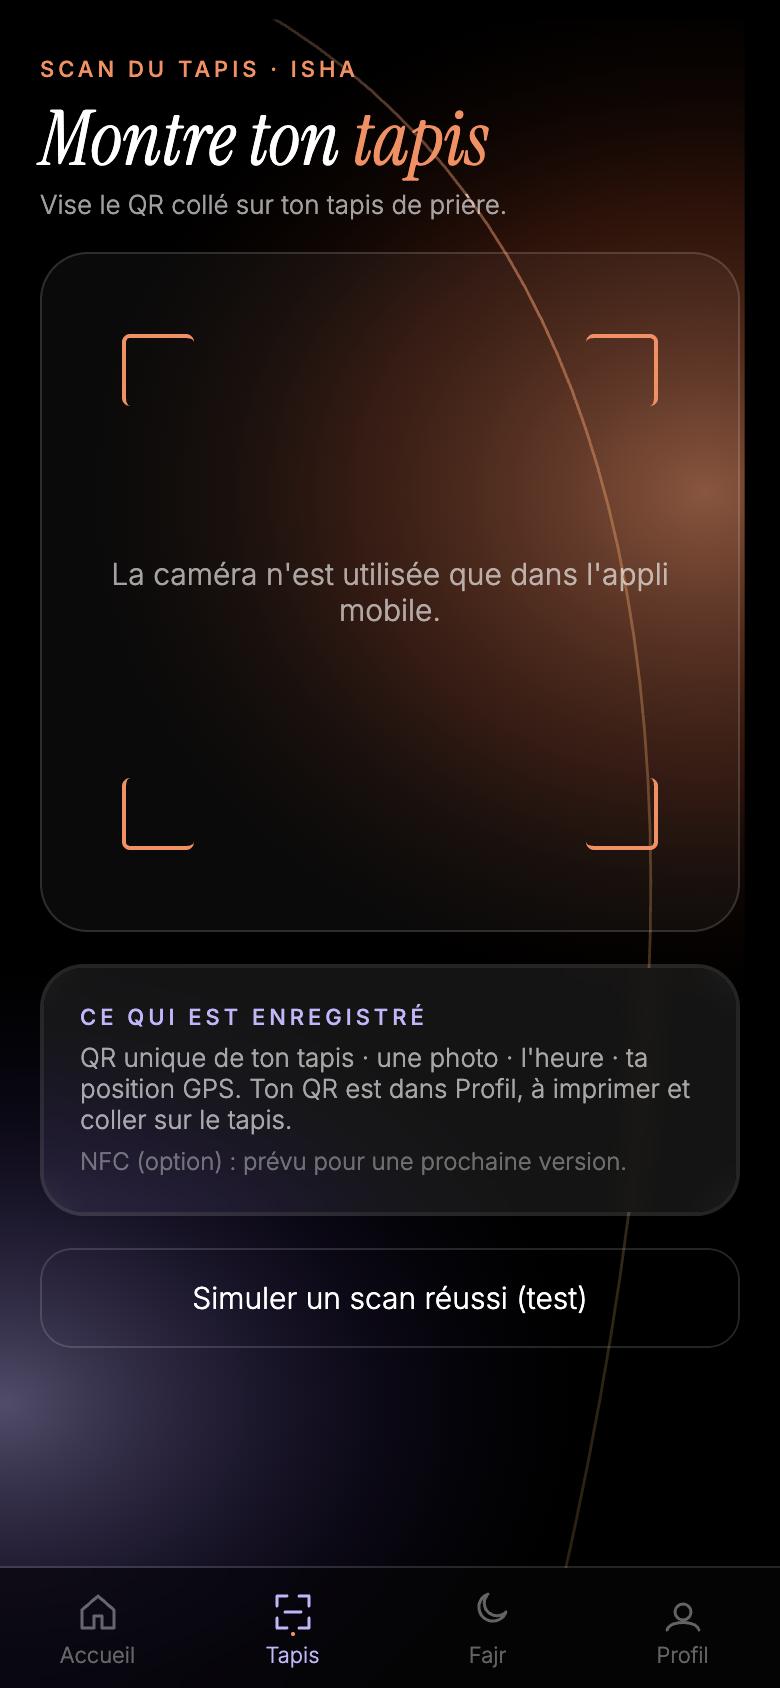 SCAN DU TAPIS · ISHA
Montre ton tapis
Vise le QR collé sur ton tapis de prière.
La caméra n'est utilisée que dans l'appli
mobile.
CE QUI EST ENREGISTRÉ
QR unique de ton tapis · une photo · l'heure · ta
position GPS. Ton QR est dans Profil, à imprimer et
coller sur le tapis.
NFC (option) : prévu pour une prochaine version.
Simuler un scan réussi (test)
Accueil
Tapis
Fajr
Profil